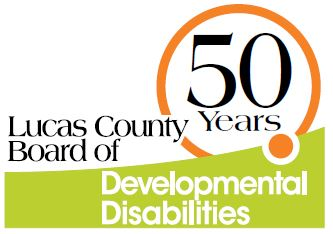 50
Years
Lucas County
Board of
Developmental
Disabilities